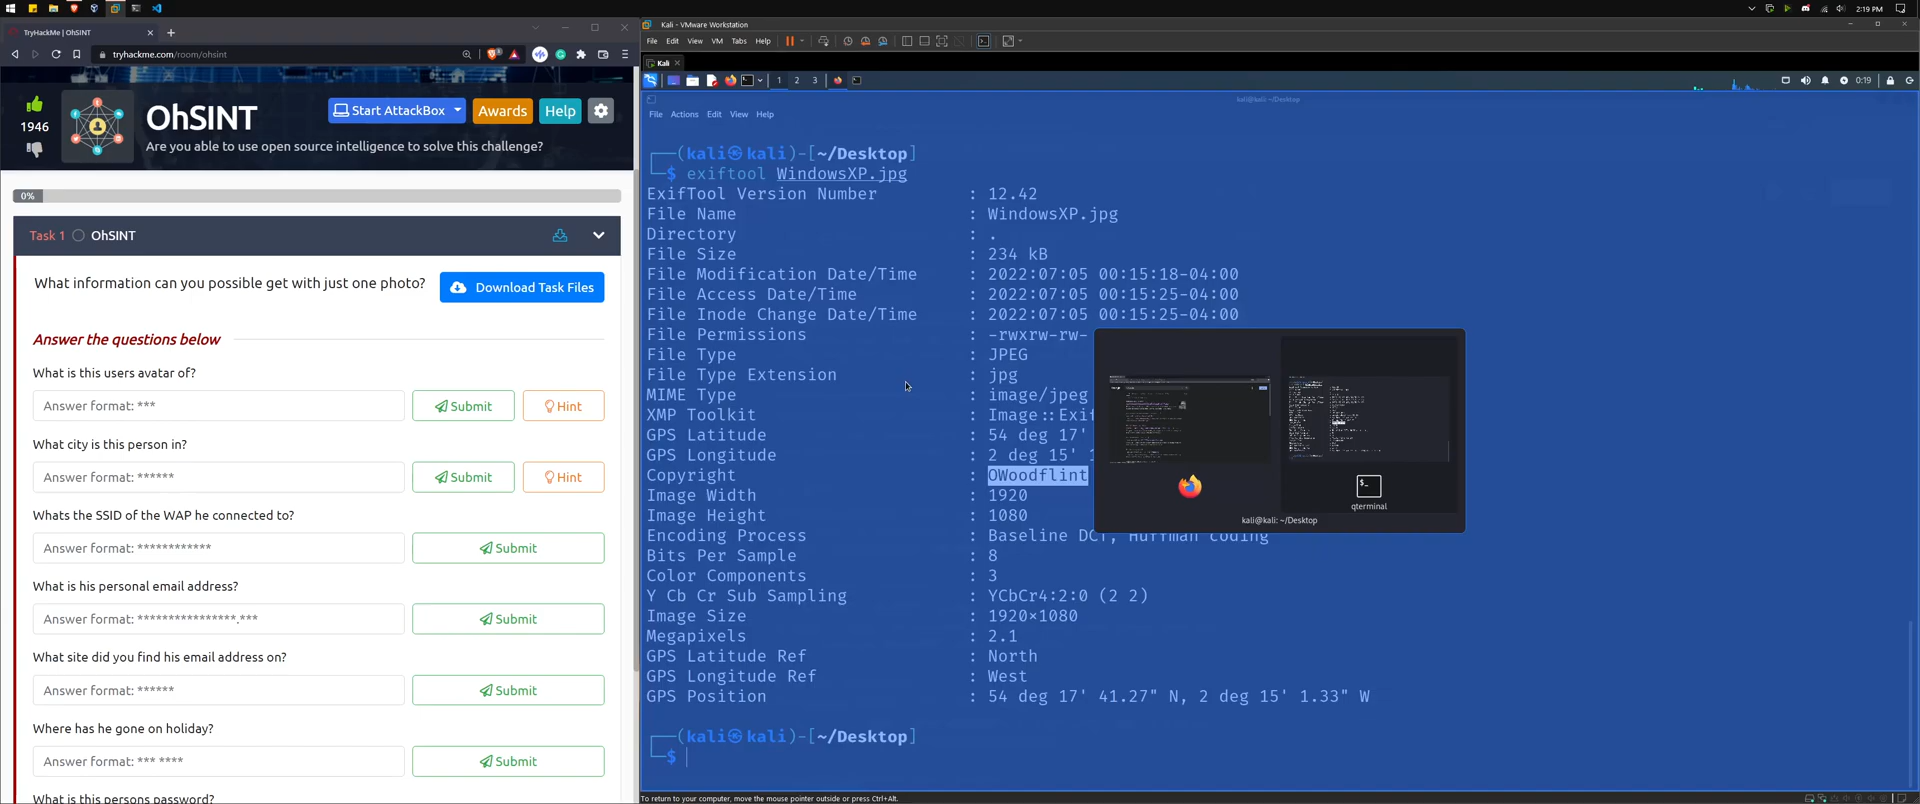 2:19 PM
TryHackMe | OhSINT
tryhackme.com/room/ohsint
1946
OhSINT
Start AttackBox
Awards
Help
Are you able to use open source intelligence to solve this challenge?
0%
Task 1
OhSINT
What information can you possible get with just one photo?
Download Task Files
Answer the questions below
What is this users avatar of?
Answer format: ***
Submit
Hint
What city is this person in?
Answer format: ******
Submit
Hint
Whats the SSID of the WAP he connected to?
Answer format: ************
Submit
What is his personal email address?
Answer format: ****************.***
Submit
What site did you find his email address on?
Answer format: ******
Submit
Where has he gone on holiday?
Answer format: *** ****
Submit
What is this persons password?
Kali - VMware Workstation
File Edit View VM Tabs Help
Kali
1 2 3
0:19
kali@kali: ~/Desktop
File Actions Edit View Help
(kali㉿kali)-[~/Desktop]
$ exiftool WindowsXP.jpg
ExifTool Version Number : 12.42
File Name : WindowsXP.jpg
Directory : .
File Size : 234 kB
File Modification Date/Time : 2022:07:05 00:15:18-04:00
File Access Date/Time : 2022:07:05 00:15:25-04:00
File Inode Change Date/Time : 2022:07:05 00:15:25-04:00
File Permissions : -rwxrw-rw-
File Type : JPEG
File Type Extension : jpg
MIME Type : image/jpeg
XMP Toolkit : Image::Exif
GPS Latitude : 54 deg 17'
GPS Longitude : 2 deg 15' 1
Copyright : OWoodflint
Image Width : 1920
Image Height : 1080
Encoding Process : Baseline DCT, Huffman coding
Bits Per Sample : 8
Color Components : 3
Y Cb Cr Sub Sampling : YCbCr4:2:0 (2 2)
Image Size : 1920×1080
Megapixels : 2.1
GPS Latitude Ref : North
GPS Longitude Ref : West
GPS Position : 54 deg 17' 41.27" N, 2 deg 15' 1.33" W
(kali㉿kali)-[~/Desktop]
$
qterminal
kali@kali: ~/Desktop
To return to your computer, move the mouse pointer outside or press Ctrl+Alt.